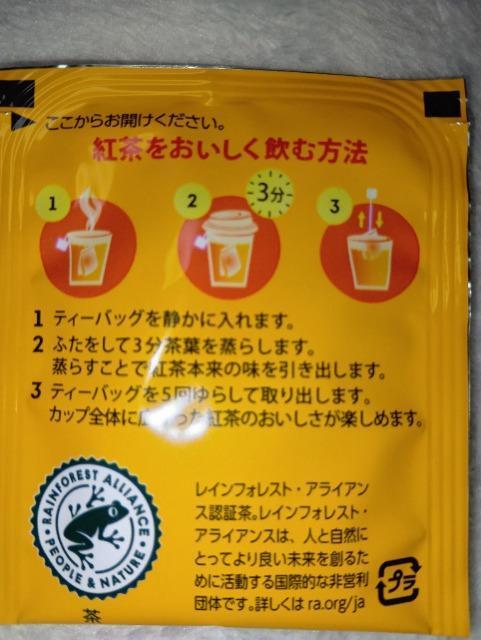 ここからお開けください。
紅茶をおいしく飲む方法
1
2
3分
3
1 ティーバッグを静かに入れます。
2 ふたをして3分茶葉を蒸らします。
蒸らすことで紅茶本来の味を引き出します。
3 ティーバッグを5回ゆらして取り出します。
カップ全体に広がった紅茶のおいしさが楽しめます。
RAINFOREST ALLIANCE
PEOPLE & NATURE
茶
レインフォレスト・アライアン
ス認証茶。レインフォレスト・
アライアンスは、人と自然に
とってより良い未来を創るた
めに活動する国際的な非営利
団体です。詳しくは ra.org/ja
プラ